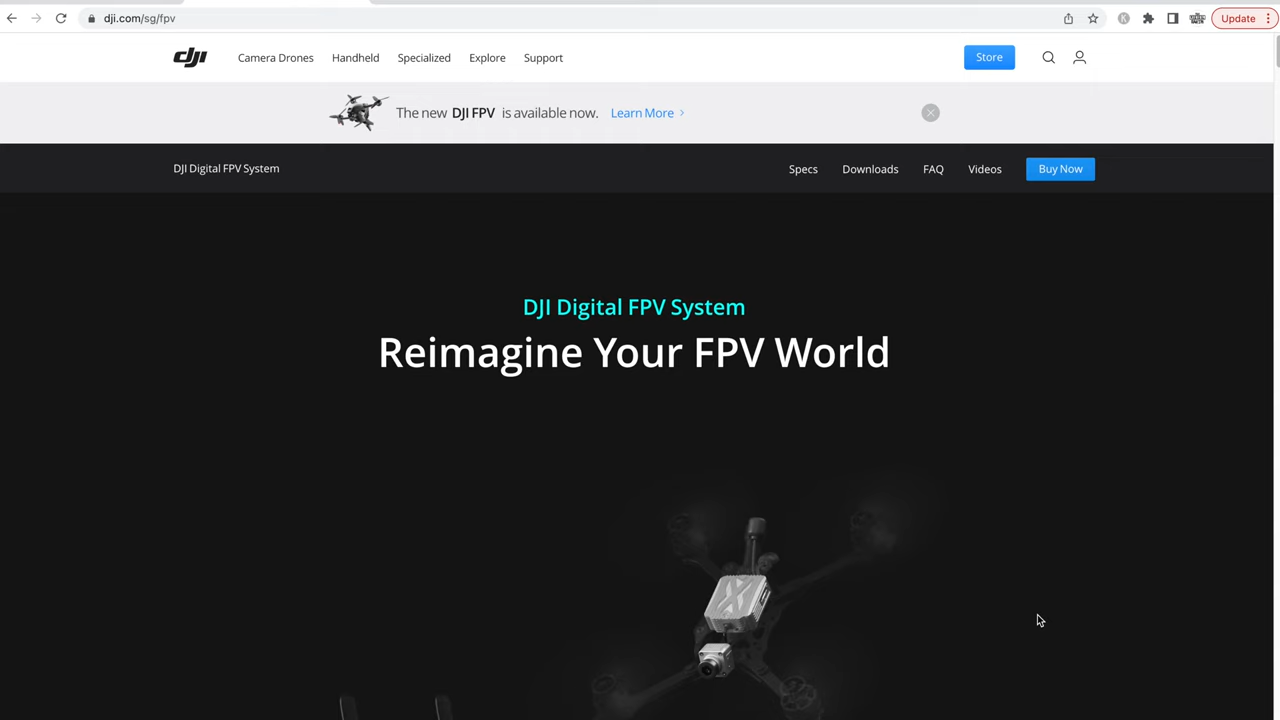 dji.com/sg/fpv
Update
dji
Camera Drones
Handheld
Specialized
Explore
Support
Store
The new DJI FPV is available now. Learn More >
DJI Digital FPV System
Specs
Downloads
FAQ
Videos
Buy Now
DJI Digital FPV System
Reimagine Your FPV World